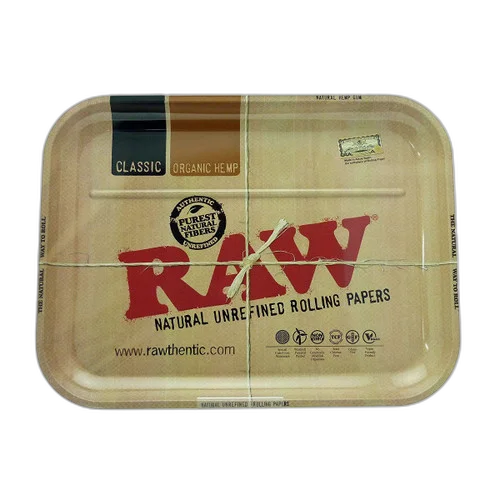 NATURAL HEMP GUM
CLASSIC
ORGANIC HEMP
AUTHENTIC
PUREST
NATURAL
FIBERS
UNREFINED
RAW®
NATURAL UNREFINED ROLLING PAPERS
www.rawthentic.com
THE NATURAL WAY TO ROLL
THE NATURAL WAY TO ROLL
NATURAL UNREFINED ROLLING PAPERS